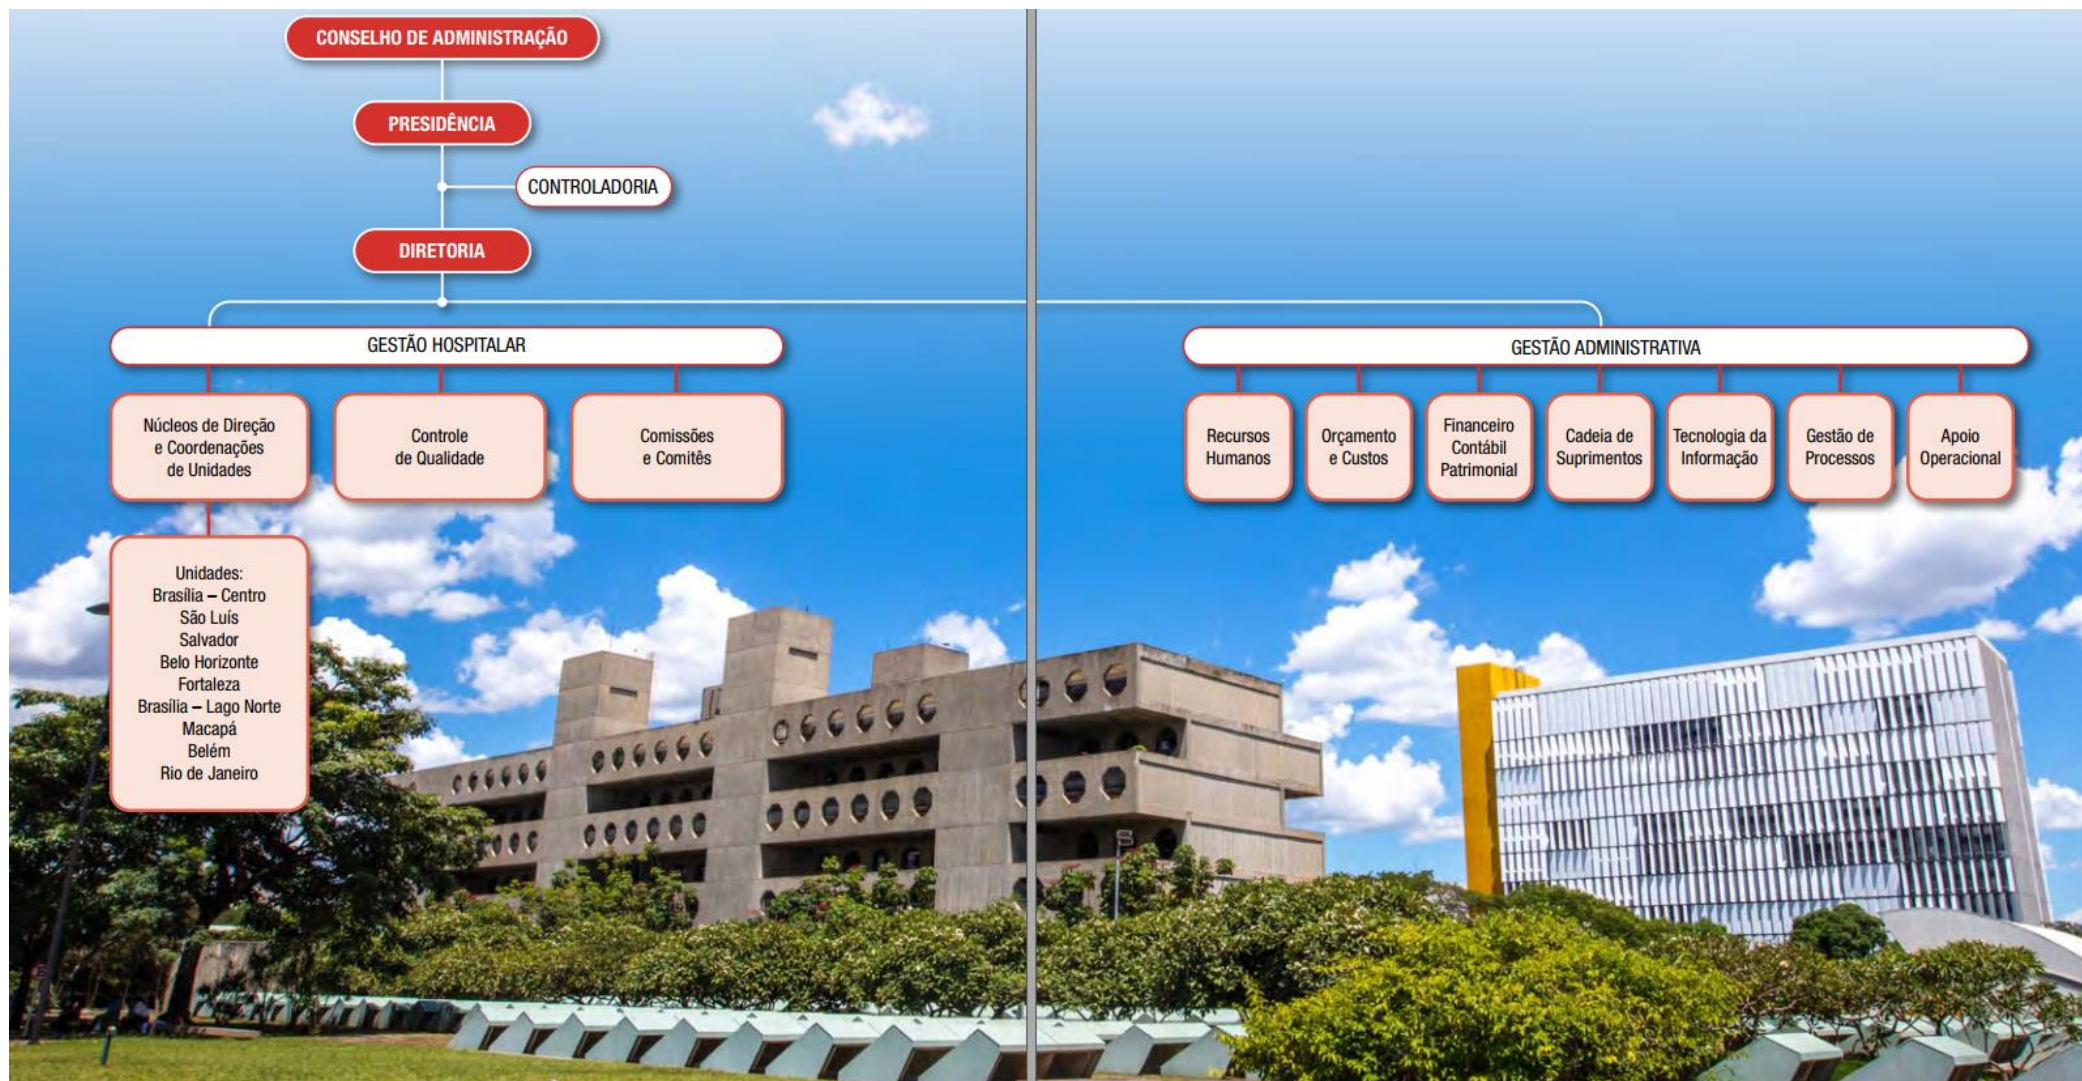 CONSELHO DE ADMINISTRAÇÃO
PRESIDÊNCIA
CONTROLADORIA
DIRETORIA
GESTÃO HOSPITALAR
Núcleos de Direção
e Coordenações
de Unidades
Controle
de Qualidade
Comissões
e Comitês
Unidades:
Brasília – Centro
São Luís
Salvador
Belo Horizonte
Fortaleza
Brasília – Lago Norte
Macapá
Belém
Rio de Janeiro
GESTÃO ADMINISTRATIVA
Recursos
Humanos
Orçamento
e Custos
Financeiro
Contábil
Patrimonial
Cadeia de
Suprimentos
Tecnologia da
Informação
Gestão de
Processos
Apoio
Operacional